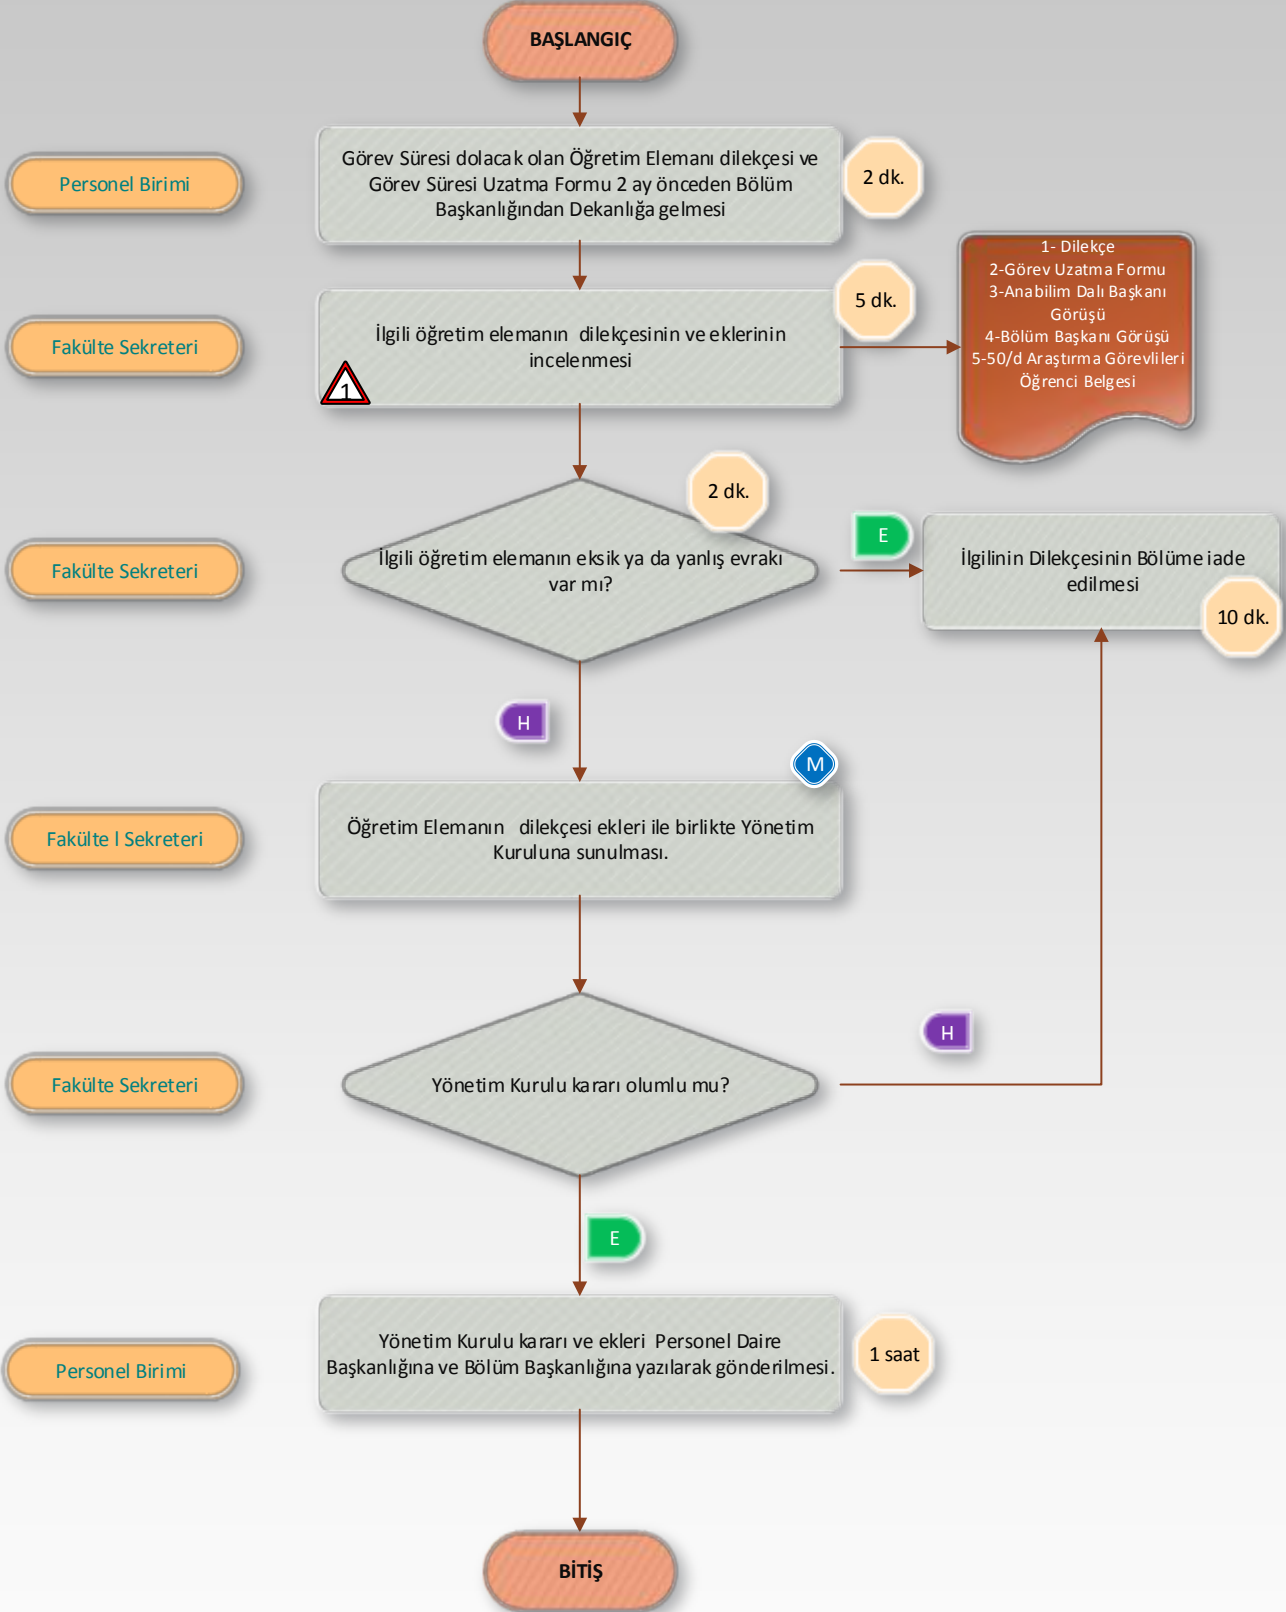 BAŞLANGIÇ
Personel Birimi
Görev Süresi dolacak olan Öğretim Elemanı dilekçesi ve
Görev Süresi Uzatma Formu 2 ay önceden Bölüm
Başkanlığından Dekanlığa gelmesi
2 dk.
Fakülte Sekreteri
İlgili öğretim elemanın dilekçesinin ve eklerinin
incelenmesi
1
5 dk.
1- Dilekçe
2-Görev Uzatma Formu
3-Anabilim Dalı Başkanı
Görüşü
4-Bölüm Başkanı Görüşü
5-50/d Araştırma Görevlileri
Öğrenci Belgesi
Fakülte Sekreteri
İlgili öğretim elemanın eksik ya da yanlış evrakı
var mı?
2 dk.
E
İlgilinin Dilekçesinin Bölüme iade
edilmesi
10 dk.
H
Fakülte l Sekreteri
Öğretim Elemanın dilekçesi ekleri ile birlikte Yönetim
Kuruluna sunulması.
M
Fakülte Sekreteri
Yönetim Kurulu kararı olumlu mu?
H
E
Personel Birimi
Yönetim Kurulu kararı ve ekleri Personel Daire
Başkanlığına ve Bölüm Başkanlığına yazılarak gönderilmesi.
1 saat
BİTİŞ